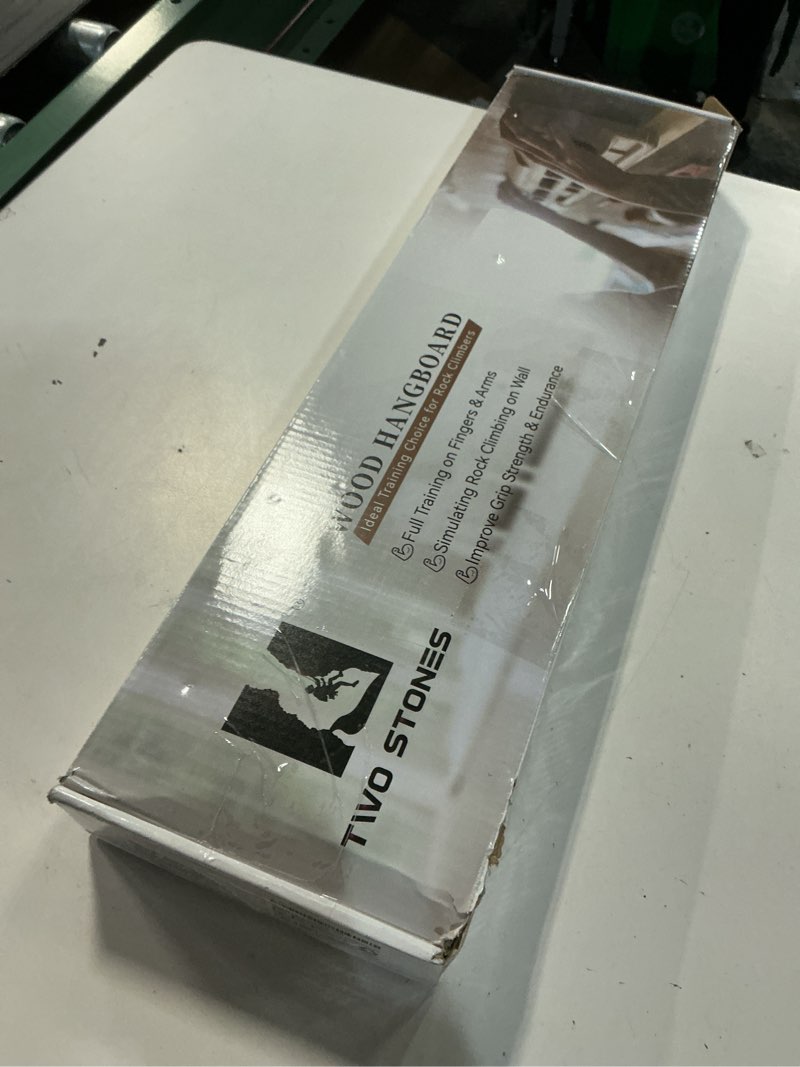 WOOD HANGBOARD
Ideal Training Choice for Rock Climbers
Full Training on Fingers & Arms
Simulating Rock Climbing on Wall
Improve Grip Strength & Endurance
TWO STONES